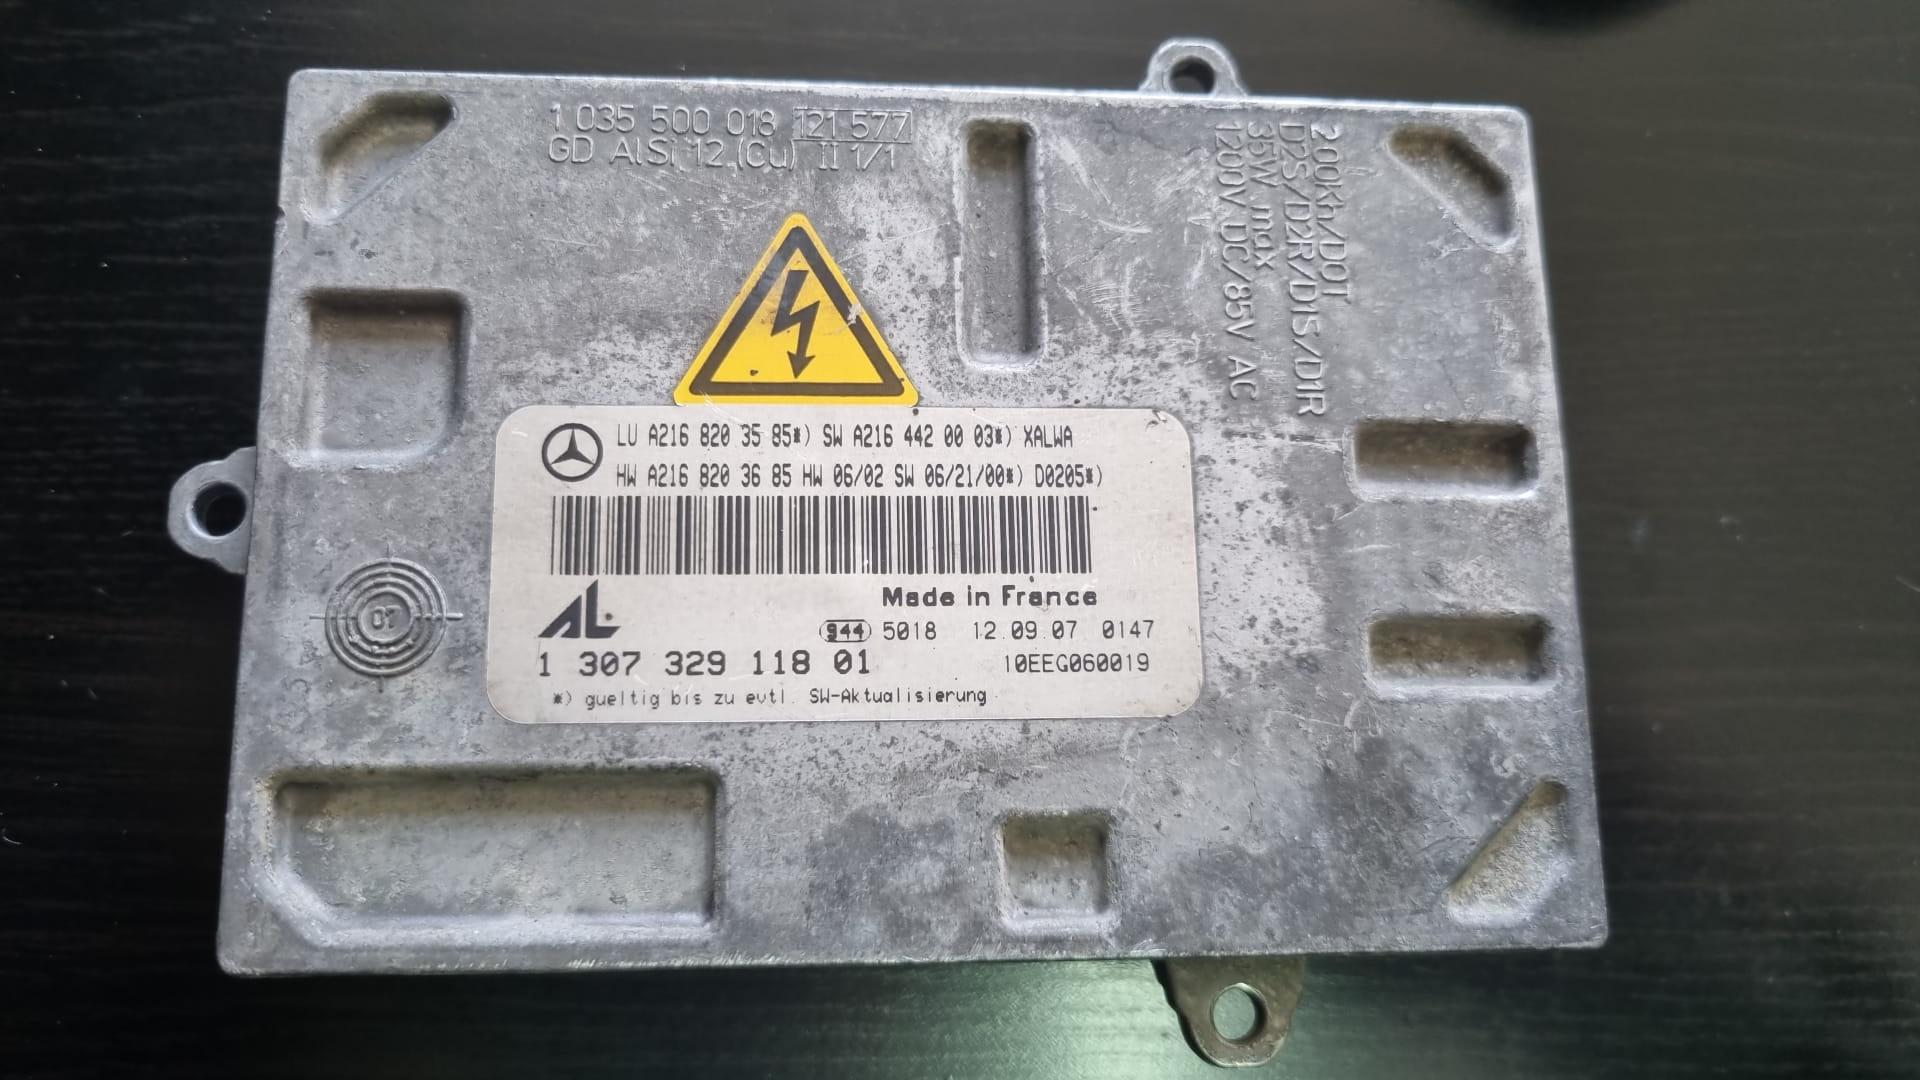 1 035 500 018 121 577
GD AlSi 12 (Cu) II 1/1
200Kh/DOT
D2S/D2R/D1S/D1R
35W max
1200V DC/85V AC
LU A216 820 35 85*) SW A216 442 00 03*) XALWA
HW A216 820 36 85 HW 06/02 SW 06/21/00*) D0205*)
Made in France
AL
944 5018 12.09.07 0147
1 307 329 118 01
10EEG060019
*) gueltig bis zu evtl. SW-Aktualisierung
07